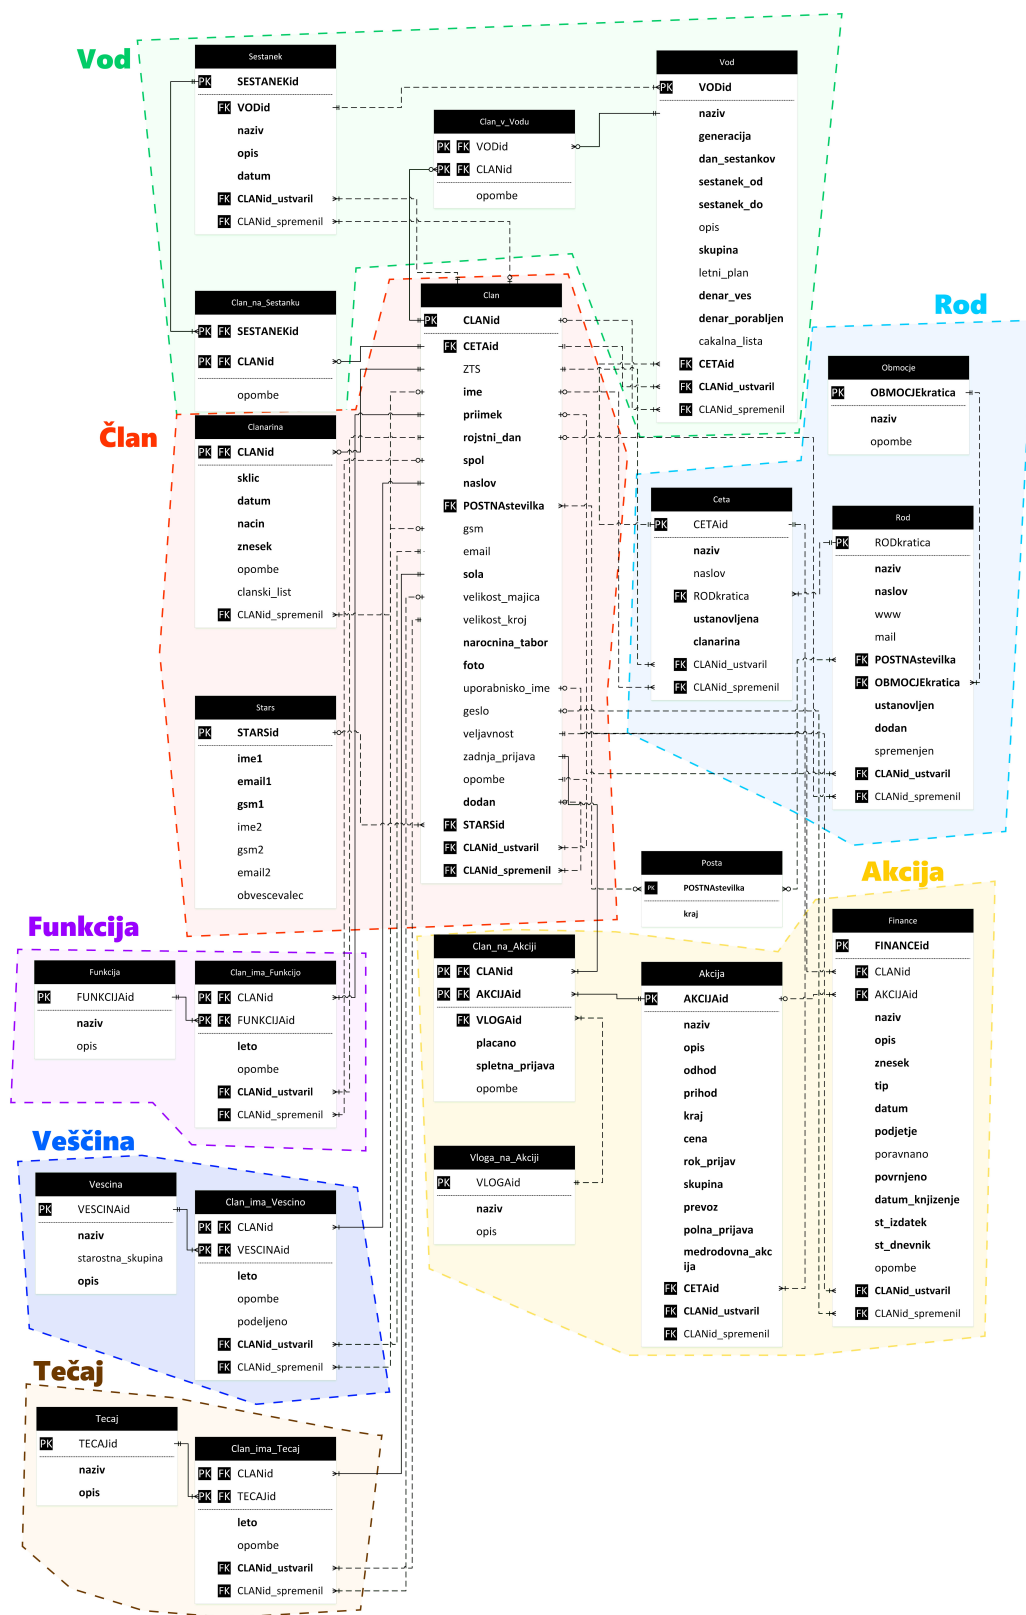 Vod
Sestanek
PK SESTANEKid
FK VODid
naziv
opis
datum
FK CLANid_ustvaril
FK CLANid_spremenil
Clan_v_Vodu
PK FK VODid
PK FK CLANid
opombe
Vod
PK VODid
naziv
generacija
dan_sestankov
sestanek_od
sestanek_do
opis
skupina
letni_plan
denar_ves
denar_porabljen
cakalna_lista
FK CETAid
FK CLANid_ustvaril
FK CLANid_spremenil
Clan_na_Sestanku
PK FK SESTANEKid
PK FK CLANid
opombe
Član
Clanarina
PK FK CLANid
sklic
datum
nacin
znesek
opombe
clanski_list
FK CLANid_spremenil
Clan
PK CLANid
FK CETAid
ZTS
ime
priimek
rojstni_dan
spol
naslov
FK POSTNAstevilka
gsm
email
sola
velikost_majica
velikost_kroj
narocnina_tabor
foto
uporabnisko_ime
geslo
veljavnost
zadnja_prijava
opombe
dodan
FK STARSid
FK CLANid_ustvaril
FK CLANid_spremenil
Stars
PK STARSid
ime1
email1
gsm1
ime2
gsm2
email2
obvescevalec
Rod
Obmocje
PK OBMOCJEkratica
naziv
opombe
Ceta
PK CETAid
naziv
naslov
FK RODkratica
ustanovljena
clanarina
FK CLANid_ustvaril
FK CLANid_spremenil
Rod
PK RODkratica
naziv
naslov
www
mail
FK POSTNAstevilka
FK OBMOCJEkratica
ustanovljen
dodan
spremenjen
FK CLANid_ustvaril
FK CLANid_spremenil
Posta
PK POSTNAstevilka
kraj
Akcija
Clan_na_Akciji
PK FK CLANid
PK FK AKCIJAid
FK VLOGAid
placano
spletna_prijava
opombe
Vloga_na_Akciji
PK VLOGAid
naziv
opis
Akcija
PK AKCIJAid
naziv
opis
odhod
prihod
kraj
cena
rok_prijav
skupina
prevoz
polna_prijava
medrodovna_akc
ija
FK CETAid
FK CLANid_ustvaril
FK CLANid_spremenil
Finance
PK FINANCEid
FK CLANid
FK AKCIJAid
naziv
opis
znesek
tip
datum
podjetje
poravnano
povrnjeno
datum_knjizenje
st_izdatek
st_dnevnik
opombe
FK CLANid_ustvaril
FK CLANid_spremenil
Funkcija
Funkcija
PK FUNKCIJAid
naziv
opis
Clan_ima_Funkcijo
PK FK CLANid
PK FK FUNKCIJAid
leto
opombe
FK CLANid_ustvaril
FK CLANid_spremenil
Veščina
Vescina
PK VESCINAid
naziv
starostna_skupina
opis
Clan_ima_Vescino
PK FK CLANid
PK FK VESCINAid
leto
opombe
podeljeno
FK CLANid_ustvaril
FK CLANid_spremenil
Tečaj
Tecaj
PK TECAJid
naziv
opis
Clan_ima_Tecaj
PK FK CLANid
PK FK TECAJid
leto
opombe
FK CLANid_ustvaril
FK CLANid_spremenil